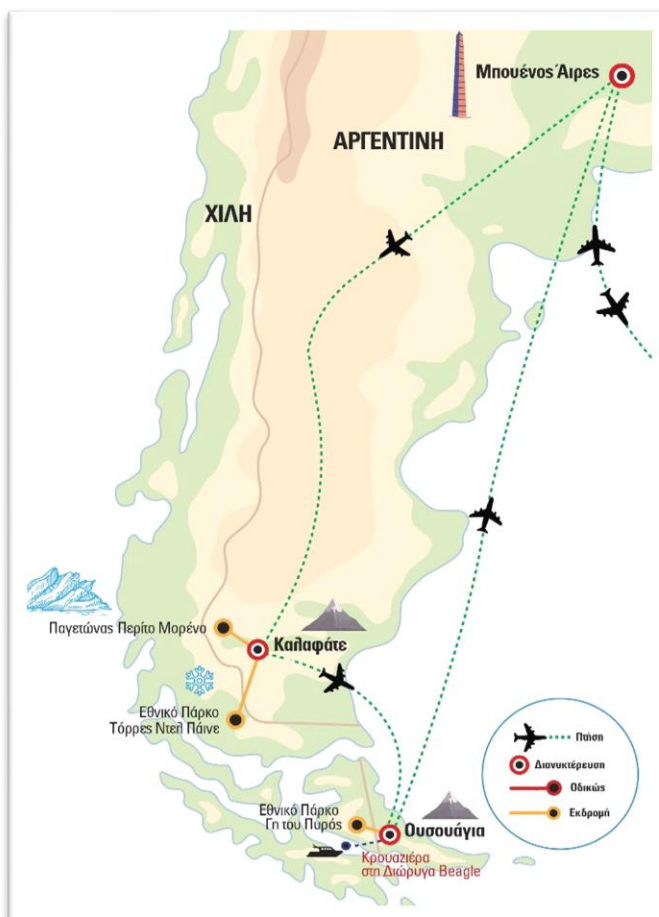 Μπουένος Άιρες
ΑΡΓΕΝΤΙΝΗ
ΧΙΛΗ
Παγετώνας Περίτο Μορένο
Καλαφάτε
Εθνικό Πάρκο
Τόρρες Ντελ Πάινε
Εθνικό Πάρκο
Γη του Πυρός
Ουσουάγια
Κρουαζιέρα
στη Διώρυγα Beagle
Πτήση
Διανυκτέρευση
Οδικώς
Εκδρομή